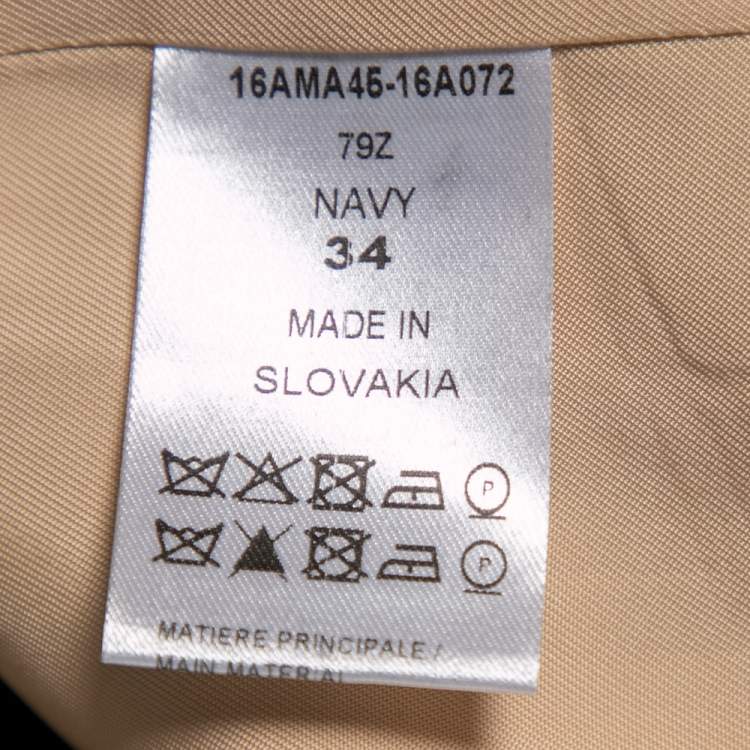 16AMA45-16A072
79Z
NAVY
34
MADE IN
SLOVAKIA
P
P
MATIERE PRINCIPALE /
MAIN MATERIAL